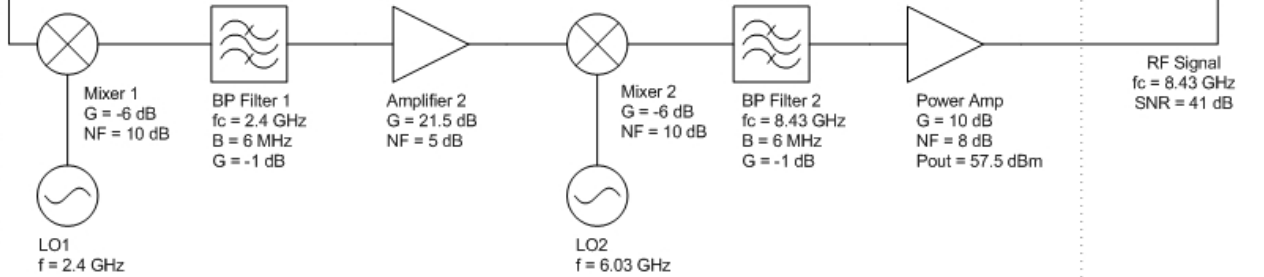 Mixer 1
G = -6 dB
NF = 10 dB
LO1
f = 2.4 GHz
BP Filter 1
fc = 2.4 GHz
B = 6 MHz
G = -1 dB
Amplifier 2
G = 21.5 dB
NF = 5 dB
Mixer 2
G = -6 dB
NF = 10 dB
LO2
f = 6.03 GHz
BP Filter 2
fc = 8.43 GHz
B = 6 MHz
G = -1 dB
Power Amp
G = 10 dB
NF = 8 dB
Pout = 57.5 dBm
RF Signal
fc = 8.43 GHz
SNR = 41 dB